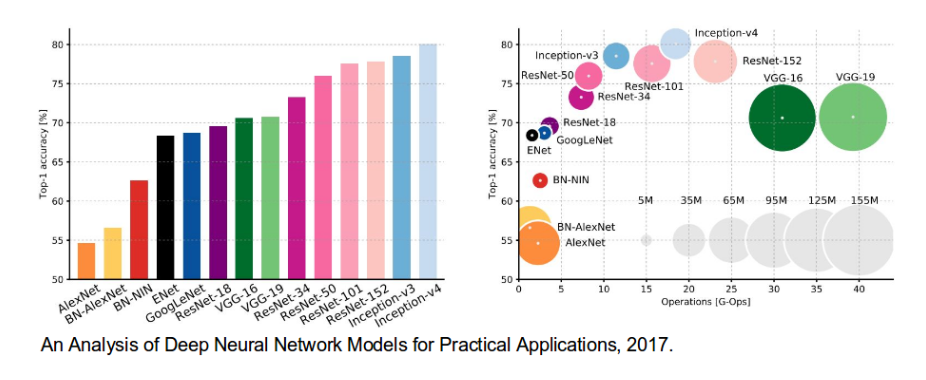 Top-1 accuracy [%]
80
75
70
65
60
55
50
AlexNet
BN-AlexNet
BN-NIN
ENet
GoogLeNet
ResNet-18
VGG-16
VGG-19
ResNet-34
ResNet-50
ResNet-101
ResNet-152
Inception-v3
Inception-v4
Top-1 accuracy [%]
80
75
70
65
60
55
50
Inception-v4
Inception-v3
ResNet-152
ResNet-50
VGG-16
VGG-19
ResNet-101
ResNet-34
ResNet-18
GoogLeNet
ENet
BN-NIN
5M 35M 65M 95M 125M 155M
BN-AlexNet
AlexNet
0 5 10 15 20 25 30 35 40
Operations [G-Ops]
An Analysis of Deep Neural Network Models for Practical Applications, 2017.